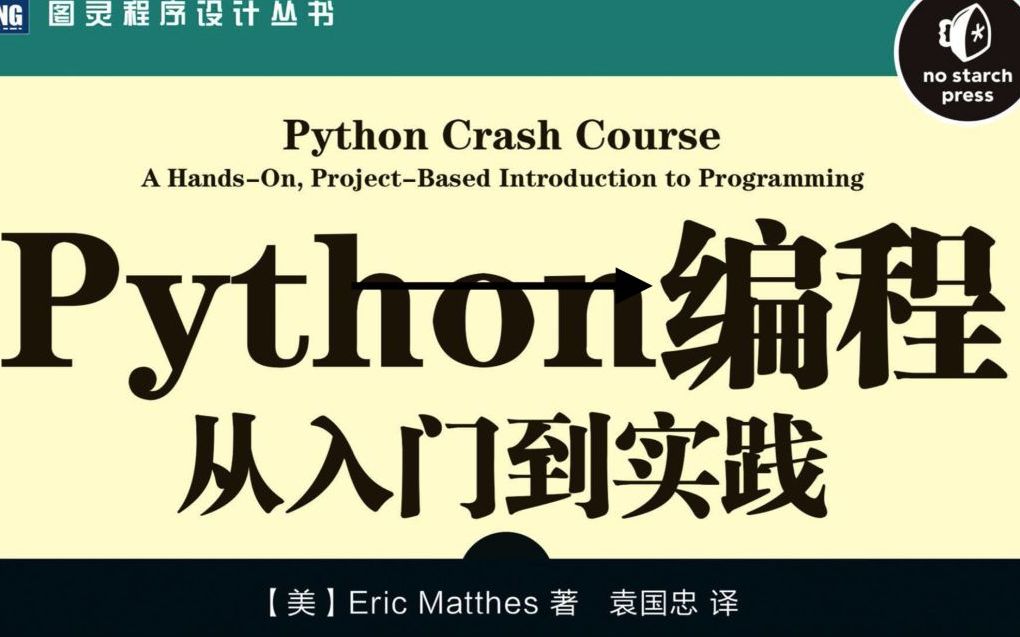 NG 图灵程序设计丛书
no starch
press
Python Crash Course
A Hands-On, Project-Based Introduction to Programming
Python编程
从入门到实践
【美】Eric Matthes 著 袁国忠 译